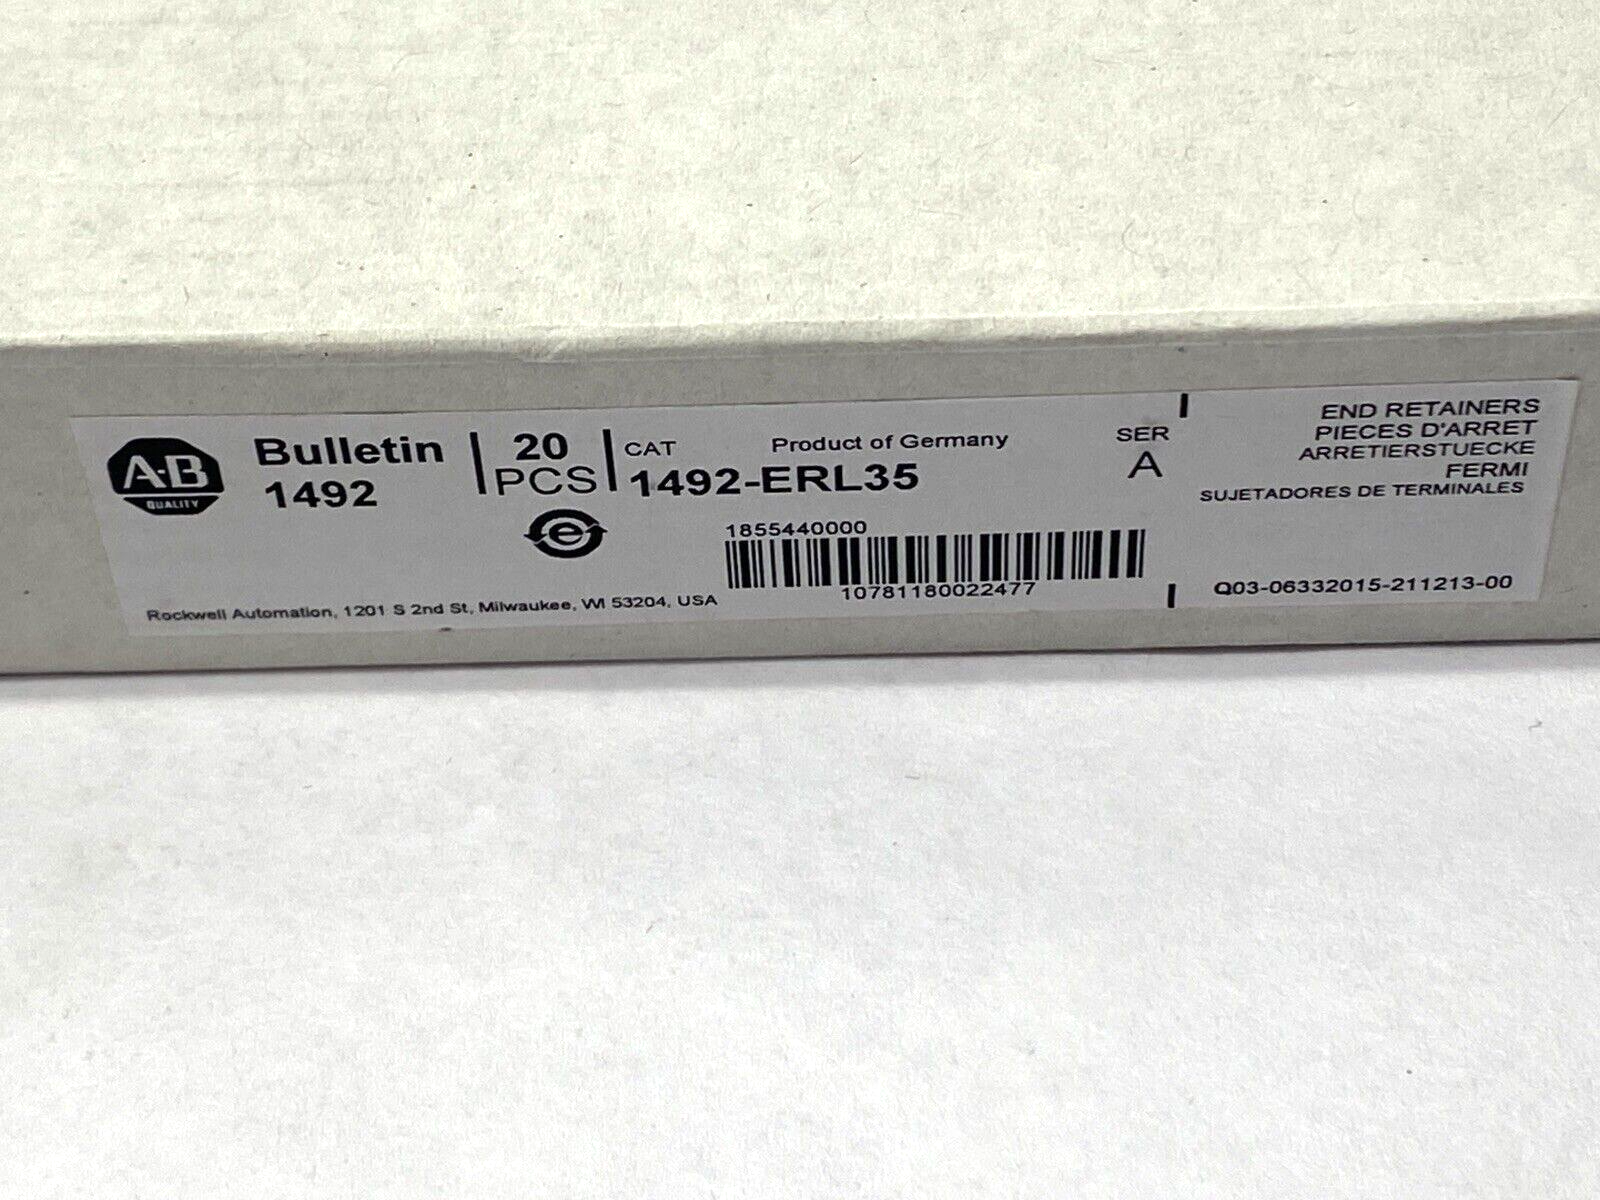 A-B
QUALITY
Bulletin
1492
20
PCS
CAT
Product of Germany
1492-ERL35
SER
A
e
1855440000
10781180022477
Rockwell Automation, 1201 S 2nd St, Milwaukee, WI 53204, USA
END RETAINERS
PIECES D'ARRET
ARRETIERSTUECKE
FERMI
SUJETADORES DE TERMINALES
Q03-06332015-211213-00